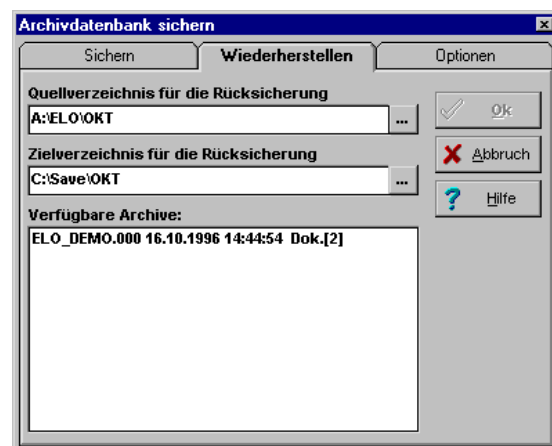 Archivdatenbank sichern
Sichern Wiederherstellen Optionen
Quellverzeichnis für die Rücksicherung
A:\ELO\OKT ...
Ok
Zielverzeichnis für die Rücksicherung
Abbruch
C:\Save\OKT ...
Hilfe
Verfügbare Archive:
ELO_DEMO.000 16.10.1996 14:44:54 Dok.[2]